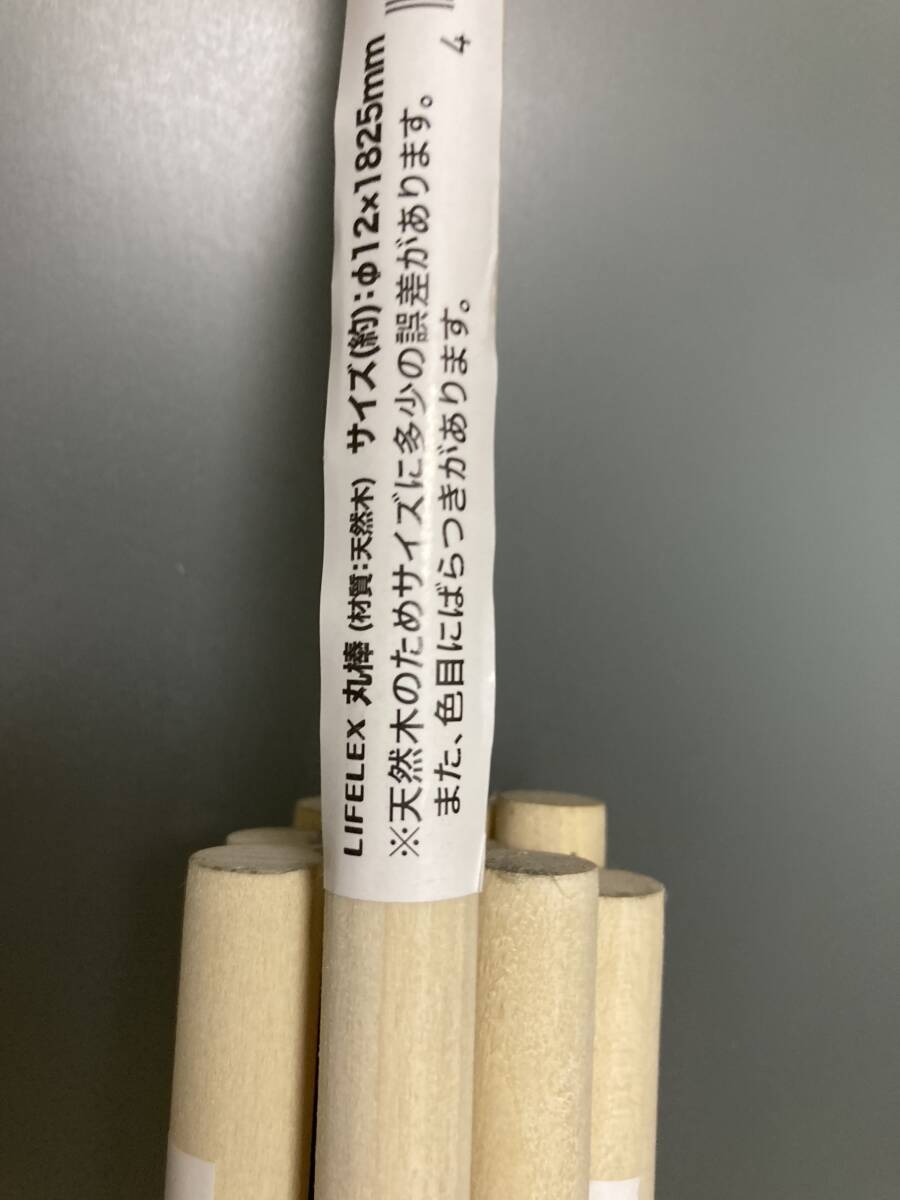 LIFELEX 丸棒 (材質:天然木) サイズ(約):φ12×1825mm
※天然木のためサイズに多少の誤差があります。
また、色目にばらつきがあります。
4